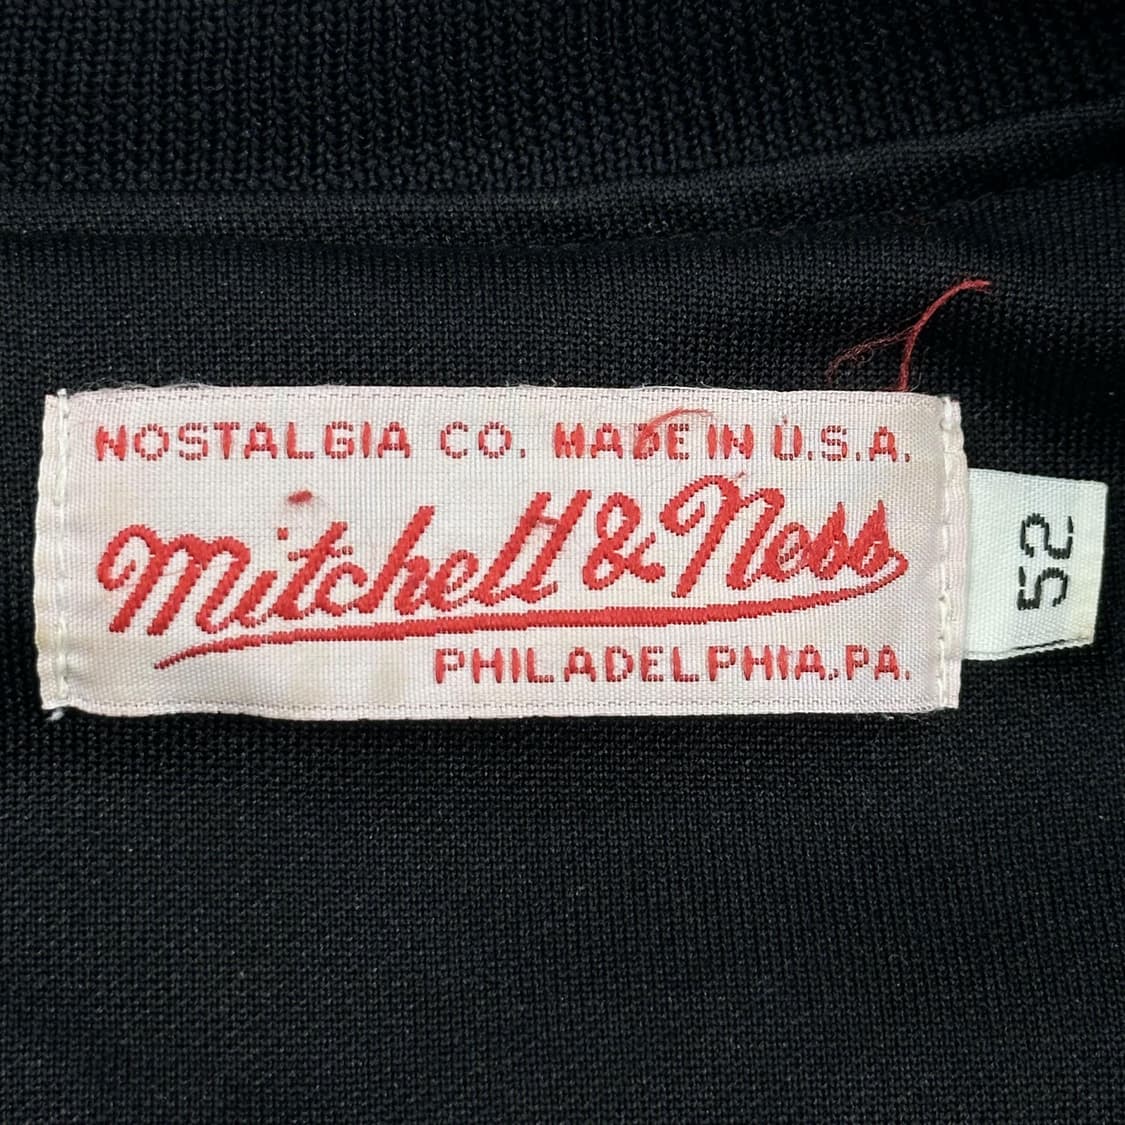 NOSTALGIA CO. MADE IN U.S.A.
Mitchell & Ness
PHILADELPHIA, PA.
52